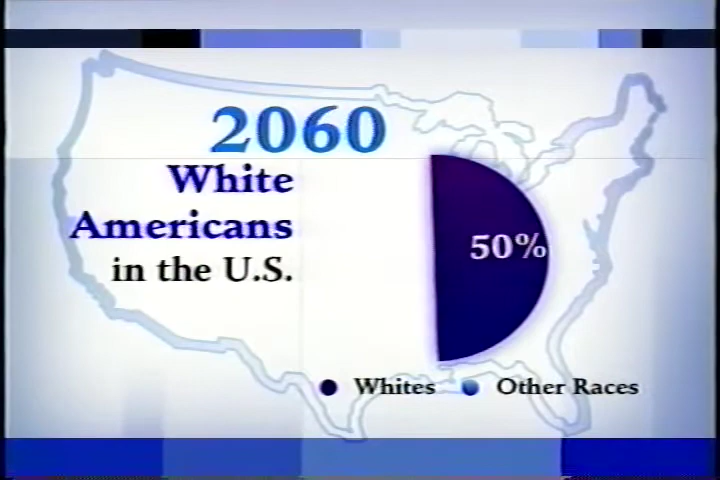 2060
White
Americans
in the U.S.
50%
Whites
Other Races